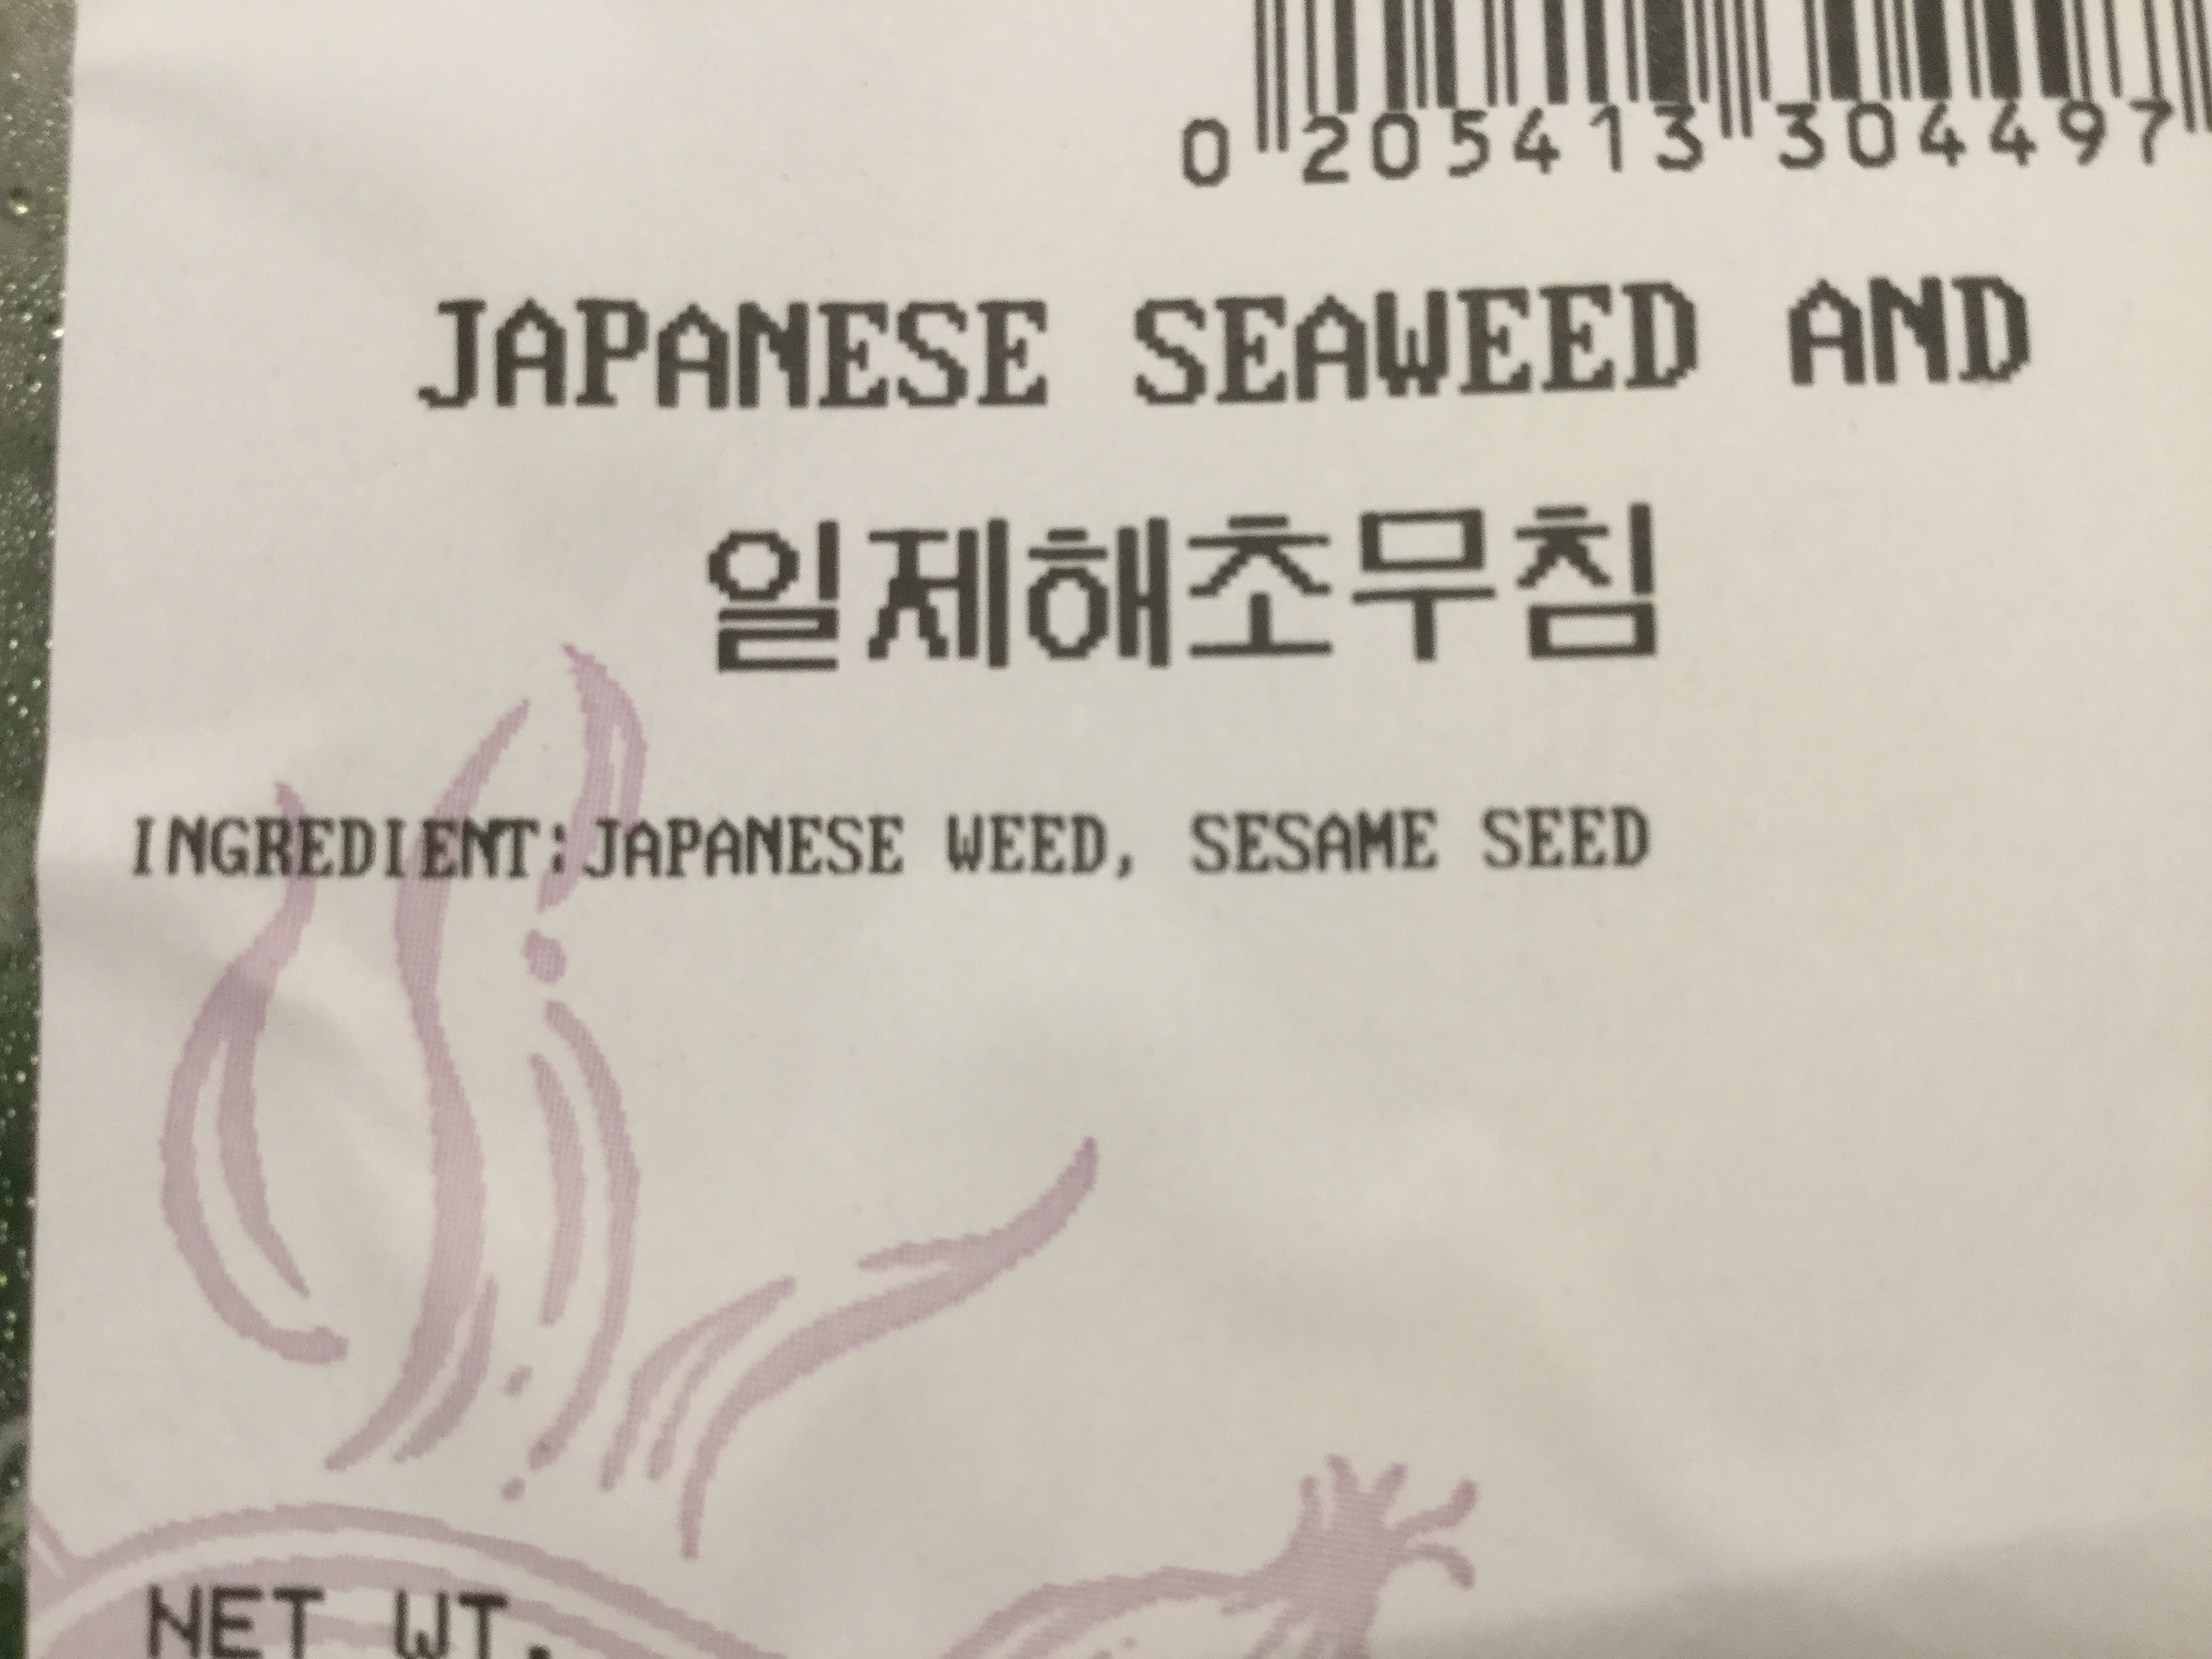 0 205413 304497
JAPANESE SEAWEED AND
일제해초무침
INGREDIENT:JAPANESE WEED, SESAME SEED
NET WT.